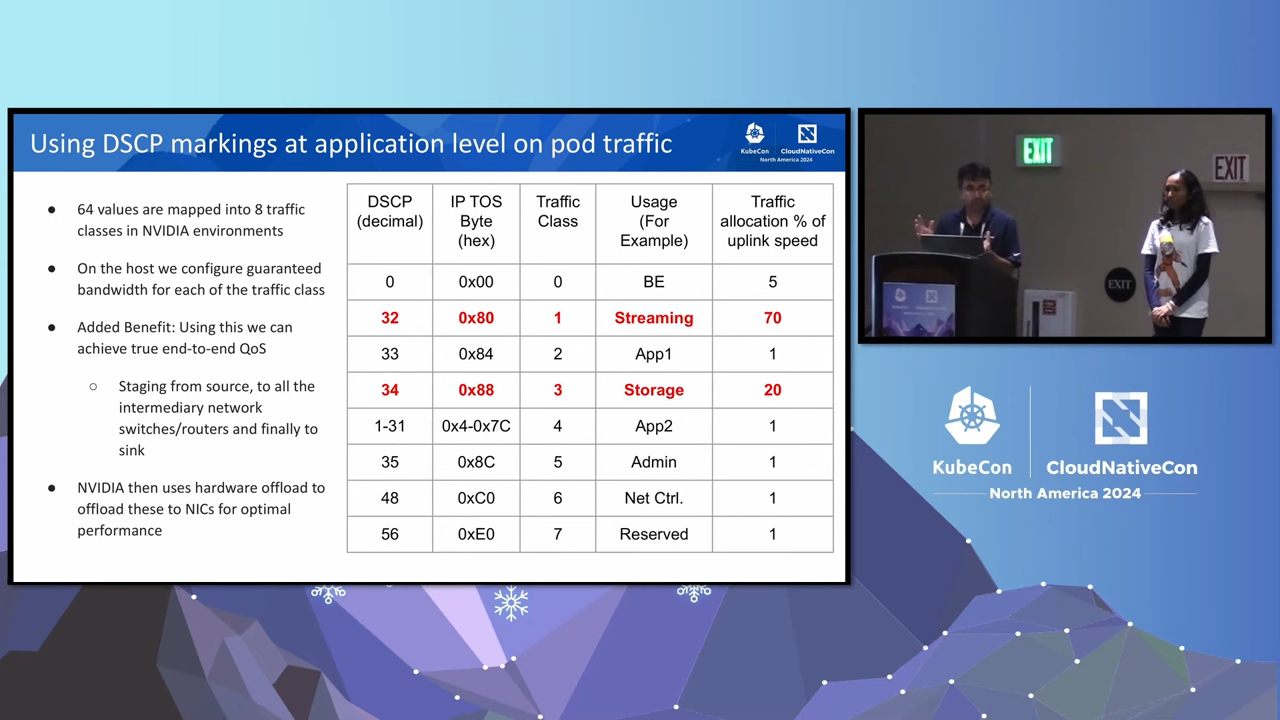 Using DSCP markings at application level on pod traffic
KubeCon
CloudNativeCon
North America 2024
● 64 values are mapped into 8 traffic
classes in NVIDIA environments
● On the host we configure guaranteed
bandwidth for each of the traffic class
● Added Benefit: Using this we can
achieve true end-to-end QoS
○ Staging from source, to all the
intermediary network
switches/routers and finally to
sink
● NVIDIA then uses hardware offload to
offload these to NICs for optimal
performance
DSCP
(decimal)
IP TOS
Byte
(hex)
Traffic
Class
Usage
(For
Example)
Traffic
allocation % of
uplink speed
0 0x00 0 BE 5
32 0x80 1 Streaming 70
33 0x84 2 App1 1
34 0x88 3 Storage 20
1-31 0x4-0x7C 4 App2 1
35 0x8C 5 Admin 1
48 0xC0 6 Net Ctrl. 1
56 0xE0 7 Reserved 1
EXIT
EXIT
EXIT
KubeCon
CloudNativeCon
North America 2024